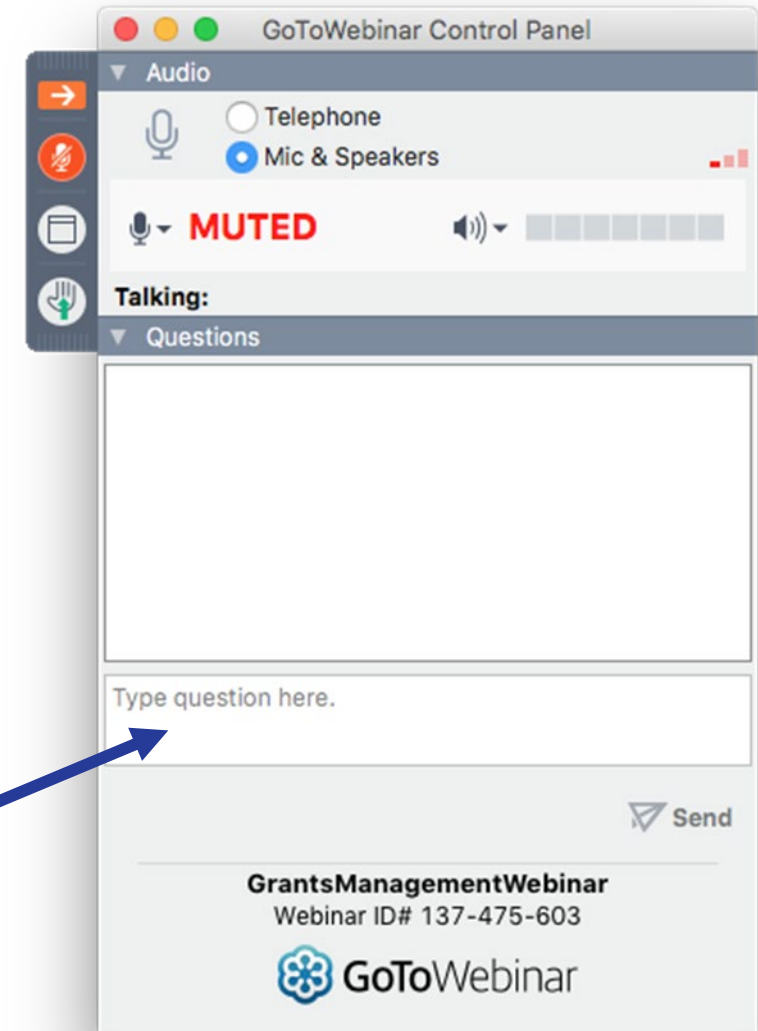 GoToWebinar Control Panel
Audio
Telephone
Mic & Speakers
MUTED
Talking:
Questions
Type question here.
Send
GrantsManagementWebinar
Webinar ID# 137-475-603
GoToWebinar